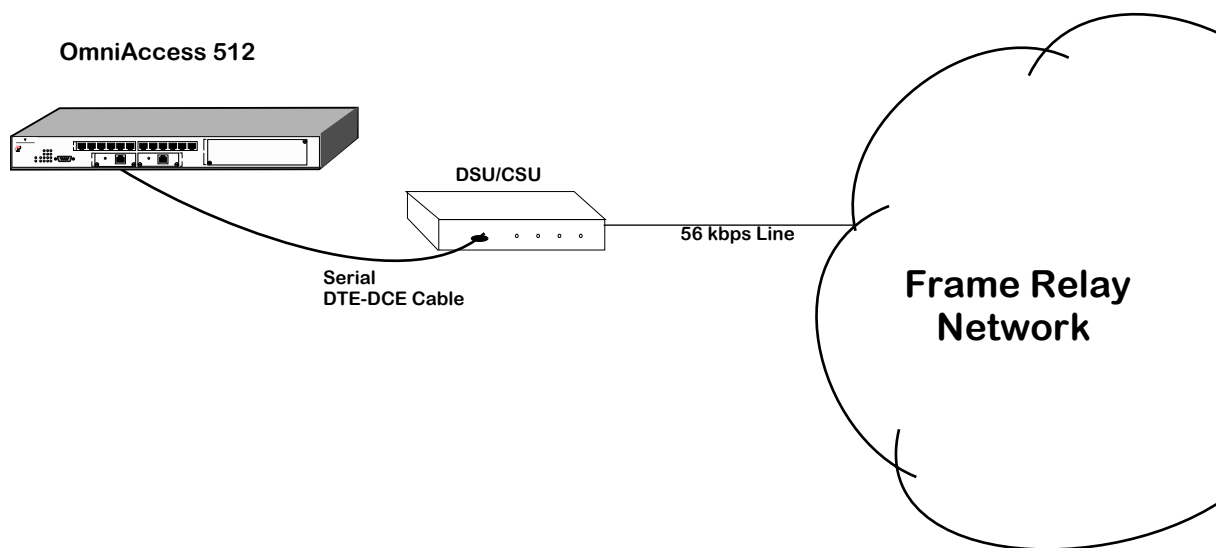 OmniAccess 512
DSU/CSU
56 kbps Line
Serial
DTE-DCE Cable
Frame Relay
Network